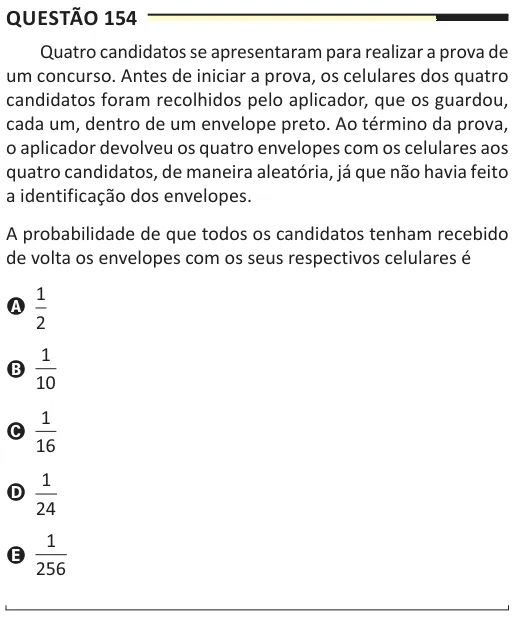 QUESTÃO 154
Quatro candidatos se apresentaram para realizar a prova de
um concurso. Antes de iniciar a prova, os celulares dos quatro
candidatos foram recolhidos pelo aplicador, que os guardou,
cada um, dentro de um envelope preto. Ao término da prova,
o aplicador devolveu os quatro envelopes com os celulares aos
quatro candidatos, de maneira aleatória, já que não havia feito
a identificação dos envelopes.
A probabilidade de que todos os candidatos tenham recebido
de volta os envelopes com os seus respectivos celulares é
A 1/2
B 1/10
C 1/16
D 1/24
E 1/256